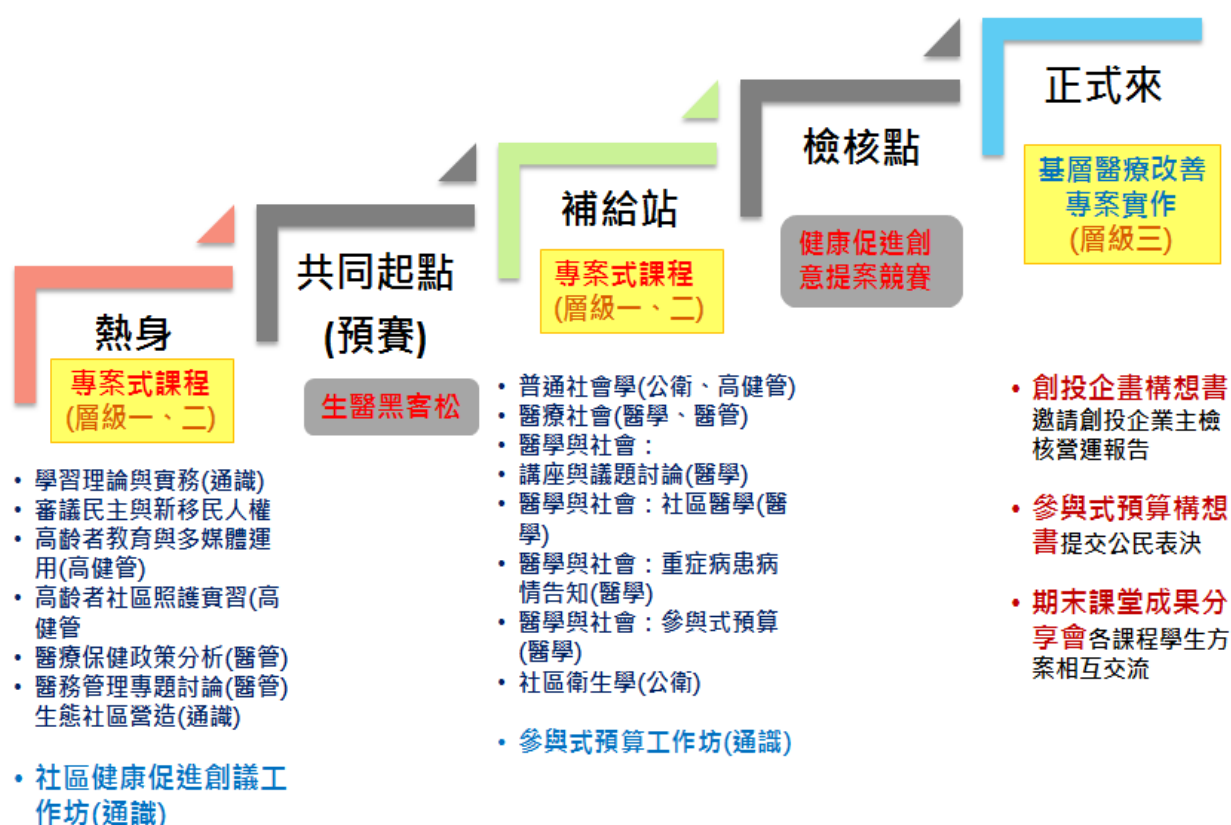 熱身
專案式課程
(層級一、二)
• 學習理論與實務(通識)
• 審議民主與新移民人權
• 高齡者教育與多媒體運
用(高健管)
• 高齡者社區照護實習(高
健管
• 醫療保健政策分析(醫管)
• 醫務管理專題討論(醫管)
生態社區營造(通識)
• 社區健康促進創議工
作坊(通識)
共同起點
(預賽)
生醫黑客松
補給站
專案式課程
(層級一、二)
• 普通社會學(公衛、高健管)
• 醫療社會(醫學、醫管)
• 醫學與社會：
• 講座與議題討論(醫學)
• 醫學與社會：社區醫學(醫
學)
• 醫學與社會：重症病患病
情告知(醫學)
• 醫學與社會：參與式預算
(醫學)
• 社區衛生學(公衛)
• 參與式預算工作坊(通識)
檢核點
健康促進創
意提案競賽
正式來
基層醫療改善
專案實作
(層級三)
• 創投企畫構想書
邀請創投企業主檢
核營運報告
• 參與式預算構想
書提交公民表決
• 期末課堂成果分
享會各課程學生方
案相互交流